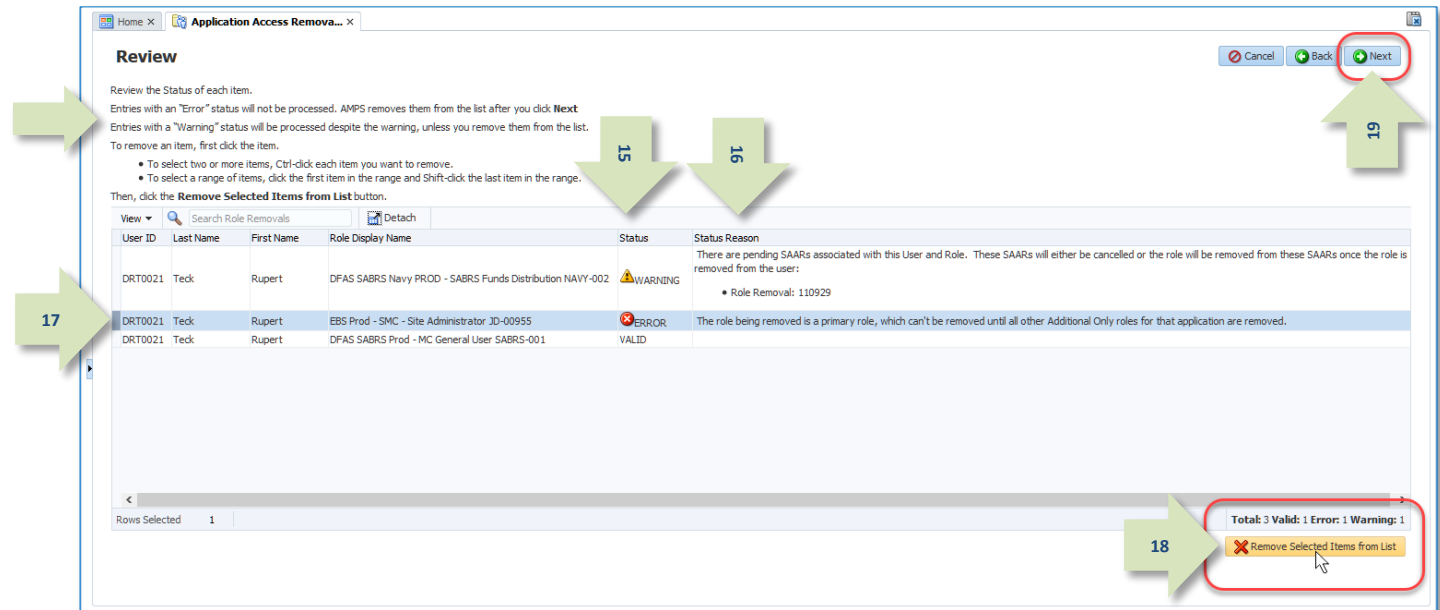 Home ×
Application Access Remova... ×
Review
Cancel
Back
Next
Review the Status of each item.
Entries with an "Error" status will not be processed. AMPS removes them from the list after you click Next
Entries with a "Warning" status will be processed despite the warning, unless you remove them from the list.
To remove an item, first click the item.
• To select two or more items, Ctrl-click each item you want to remove.
• To select a range of items, click the first item in the range and Shift-click the last item in the range.
Then, click the Remove Selected Items from List button.
15
16
19
View
Search Role Removals
Detach
User ID Last Name First Name Role Display Name Status Status Reason
There are pending SAARs associated with this User and Role. These SAARs will either be cancelled or the role will be removed from these SAARs once the role is
removed from the user:
DRT0021 Teck Rupert DFAS SABRS Navy PROD - SABRS Funds Distribution NAVY-002 WARNING
• Role Removal: 110929
17
DRT0021 Teck Rupert EBS Prod - SMC - Site Administrator JD-00955 ERROR The role being removed is a primary role, which can't be removed until all other Additional Only roles for that application are removed.
DRT0021 Teck Rupert DFAS SABRS Prod - MC General User SABRS-001 VALID
Rows Selected 1
Total: 3 Valid: 1 Error: 1 Warning: 1
18
Remove Selected Items from List